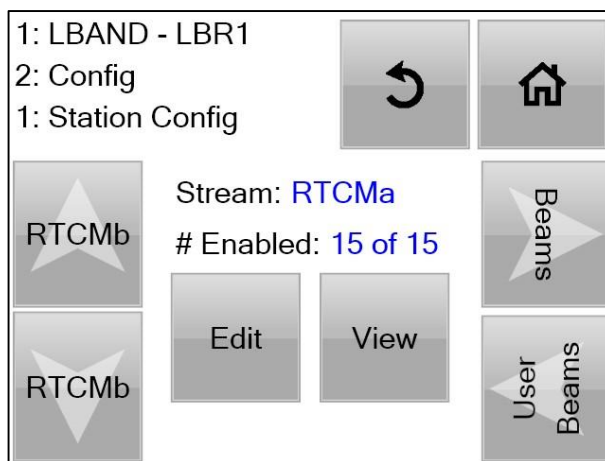 1: LBAND - LBR1
2: Config
1: Station Config
RTCMb
Stream: RTCMa
# Enabled: 15 of 15
Beams
Edit
View
RTCMb
User
Beams